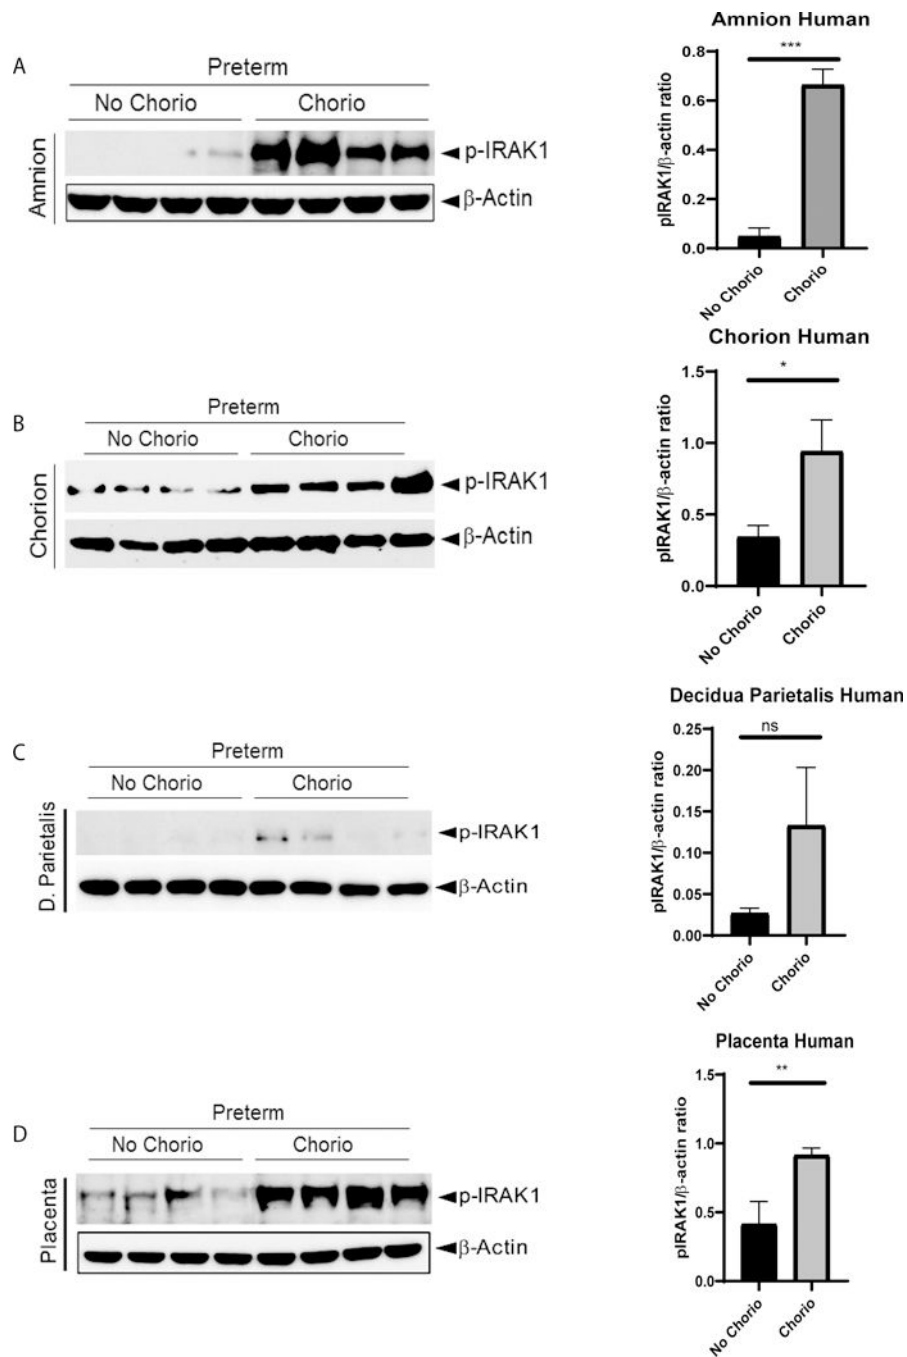 A
Preterm
No Chorio
Chorio
Amnion
p-IRAK1
β-Actin
Amnion Human
***
pIRAK1/β-actin ratio
0.8
0.6
0.4
0.2
0.0
No Chorio
Chorio
B
Preterm
No Chorio
Chorio
Chorion
p-IRAK1
β-Actin
Chorion Human
*
pIRAK1/β-actin ratio
1.5
1.0
0.5
0.0
No Chorio
Chorio
C
Preterm
No Chorio
Chorio
D. Parietalis
p-IRAK1
β-Actin
Decidua Parietalis Human
ns
pIRAK1/β-actin ratio
0.25
0.20
0.15
0.10
0.05
0.00
No Chorio
Chorio
D
Preterm
No Chorio
Chorio
Placenta
p-IRAK1
β-Actin
Placenta Human
**
pIRAK1/β-actin ratio
1.5
1.0
0.5
0.0
No Chorio
Chorio